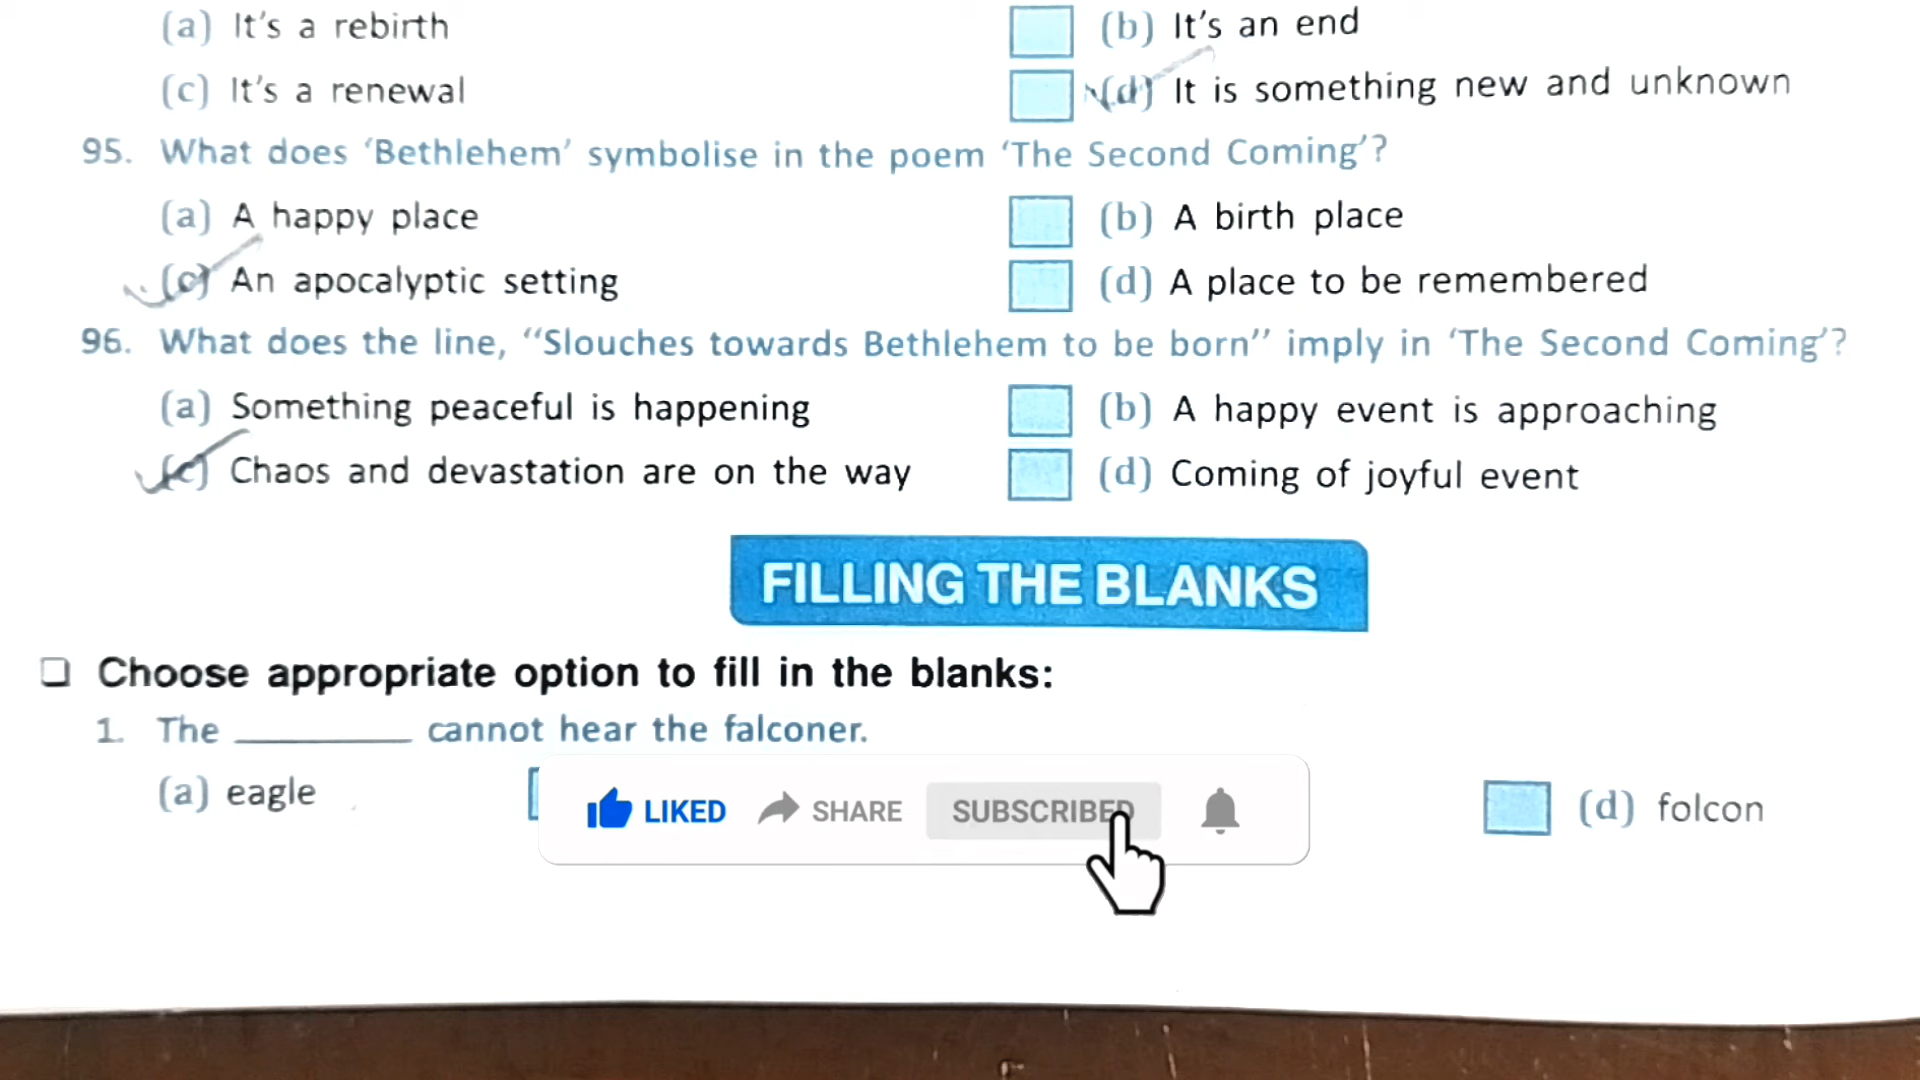 (a) It's a rebirth (b) It's an end
(c) It's a renewal (d) It is something new and unknown
95. What does 'Bethlehem' symbolise in the poem 'The Second Coming'?
(a) A happy place (b) A birth place
(c) An apocalyptic setting (d) A place to be remembered
96. What does the line, "Slouches towards Bethlehem to be born" imply in 'The Second Coming'?
(a) Something peaceful is happening (b) A happy event is approaching
(c) Chaos and devastation are on the way (d) Coming of joyful event
FILLING THE BLANKS
❑ Choose appropriate option to fill in the blanks:
1. The ________ cannot hear the falconer.
(a) eagle (d) folcon
LIKED SHARE SUBSCRIBED